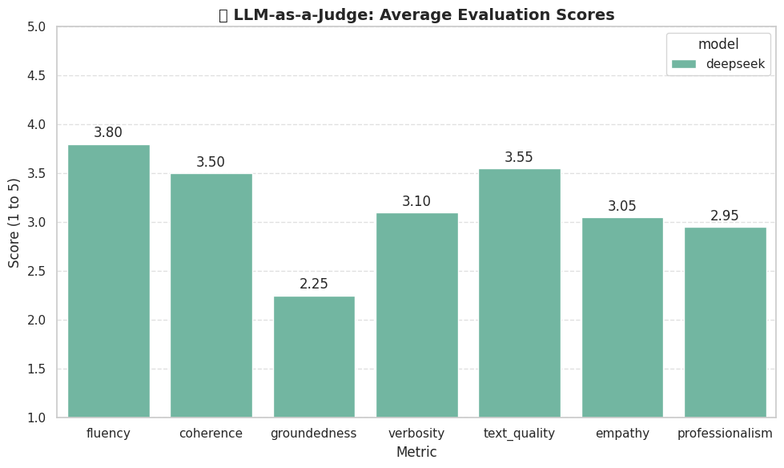 LLM-as-a-Judge: Average Evaluation Scores
5.0
4.5
4.0
3.5
3.0
2.5
2.0
1.5
1.0
Score (1 to 5)
model
deepseek
3.80
3.50
2.25
3.10
3.55
3.05
2.95
fluency
coherence
groundedness
verbosity
text_quality
empathy
professionalism
Metric